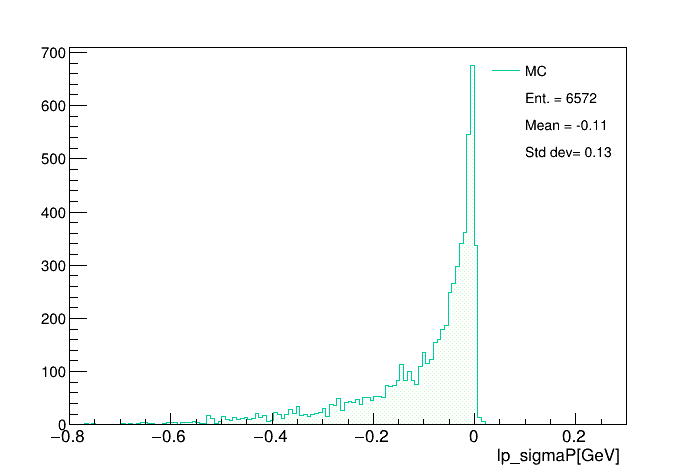 700
600
500
400
300
200
100
0
MC
Ent. = 6572
Mean = -0.11
Std dev= 0.13
−0.8 −0.6 −0.4 −0.2 0 0.2
lp_sigmaP[GeV]